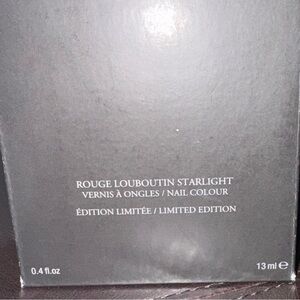 ROUGE LOUBOUTIN STARLIGHT
VERNIS À ONGLES / NAIL COLOUR
ÉDITION LIMITÉE / LIMITED EDITION
0.4 fl.oz
13 ml ℮